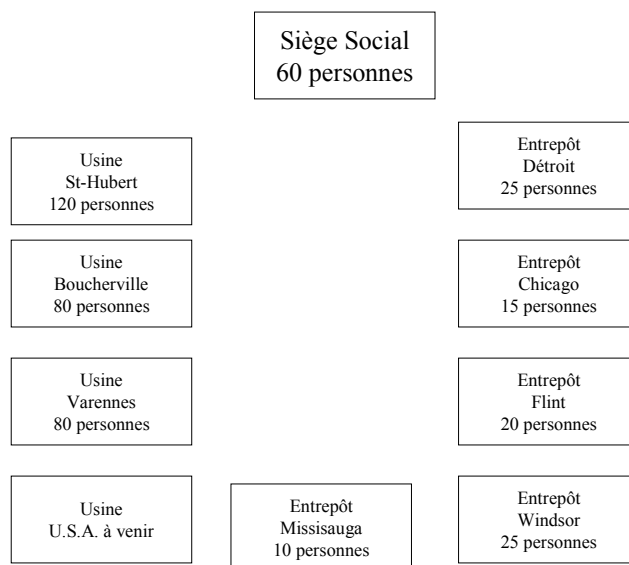 Siège Social
60 personnes
Usine
St-Hubert
120 personnes
Entrepôt
Détroit
25 personnes
Usine
Boucherville
80 personnes
Entrepôt
Chicago
15 personnes
Usine
Varennes
80 personnes
Entrepôt
Flint
20 personnes
Usine
U.S.A. à venir
Entrepôt
Missisauga
10 personnes
Entrepôt
Windsor
25 personnes